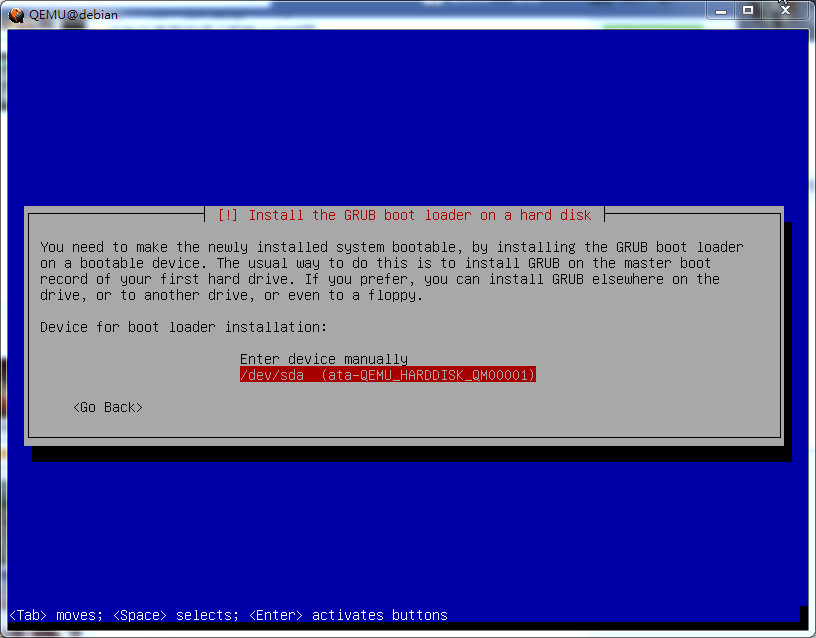 QEMU@debian
[!] Install the GRUB boot loader on a hard disk
You need to make the newly installed system bootable, by installing the GRUB boot loader
on a bootable device. The usual way to do this is to install GRUB on the master boot
record of your first hard drive. If you prefer, you can install GRUB elsewhere on the
drive, or to another drive, or even to a floppy.
Device for boot loader installation:
Enter device manually
/dev/sda  (ata-QEMU_HARDDISK_QM00001)
<Go Back>
<Tab> moves; <Space> selects; <Enter> activates buttons